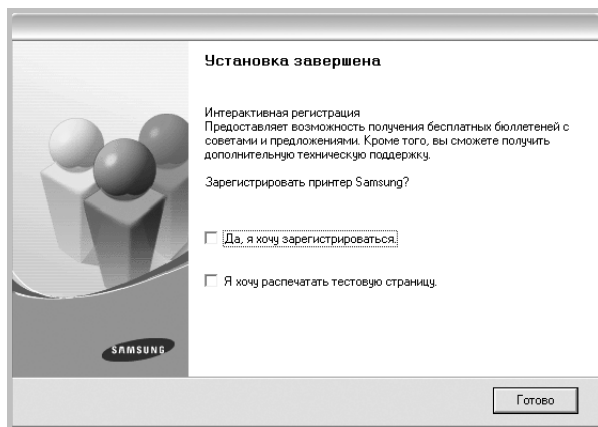 Установка завершена
Интерактивная регистрация
Предоставляет возможность получения бесплатных бюллетеней с
советами и предложениями. Кроме того, вы сможете получить
дополнительную техническую поддержку.
Зарегистрировать принтер Samsung?
Да, я хочу зарегистрироваться.
Я хочу распечатать тестовую страницу.
SAMSUNG
Готово